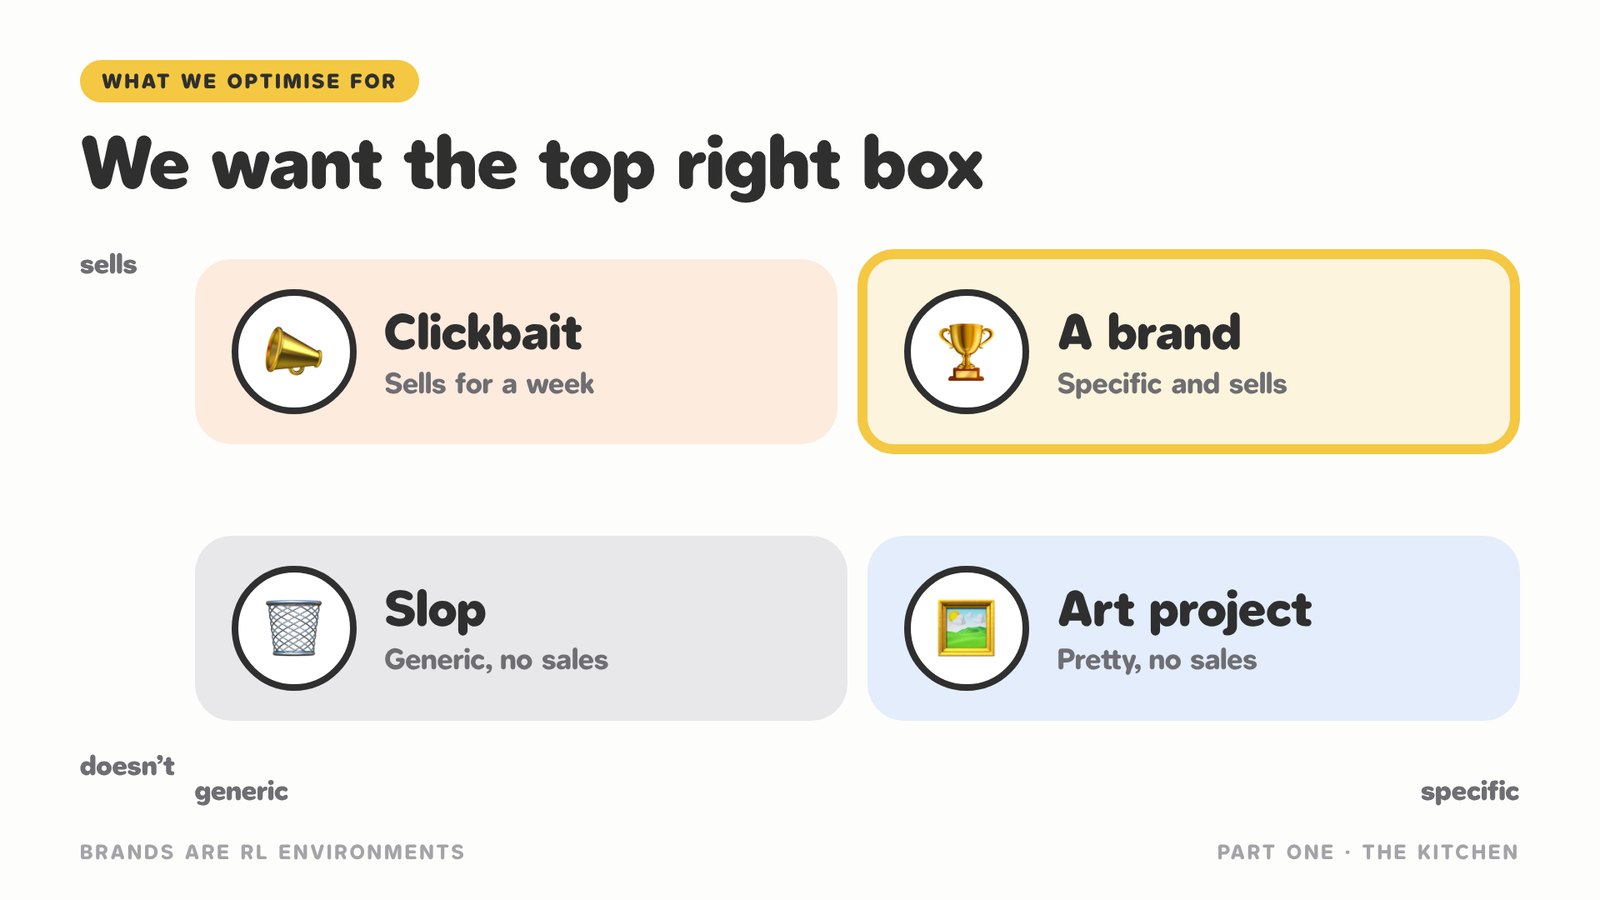 WHAT WE OPTIMISE FOR
We want the top right box
sells
Clickbait
Sells for a week
A brand
Specific and sells
Slop
Generic, no sales
Art project
Pretty, no sales
doesn’t
generic
specific
BRANDS ARE RL ENVIRONMENTS
PART ONE · THE KITCHEN